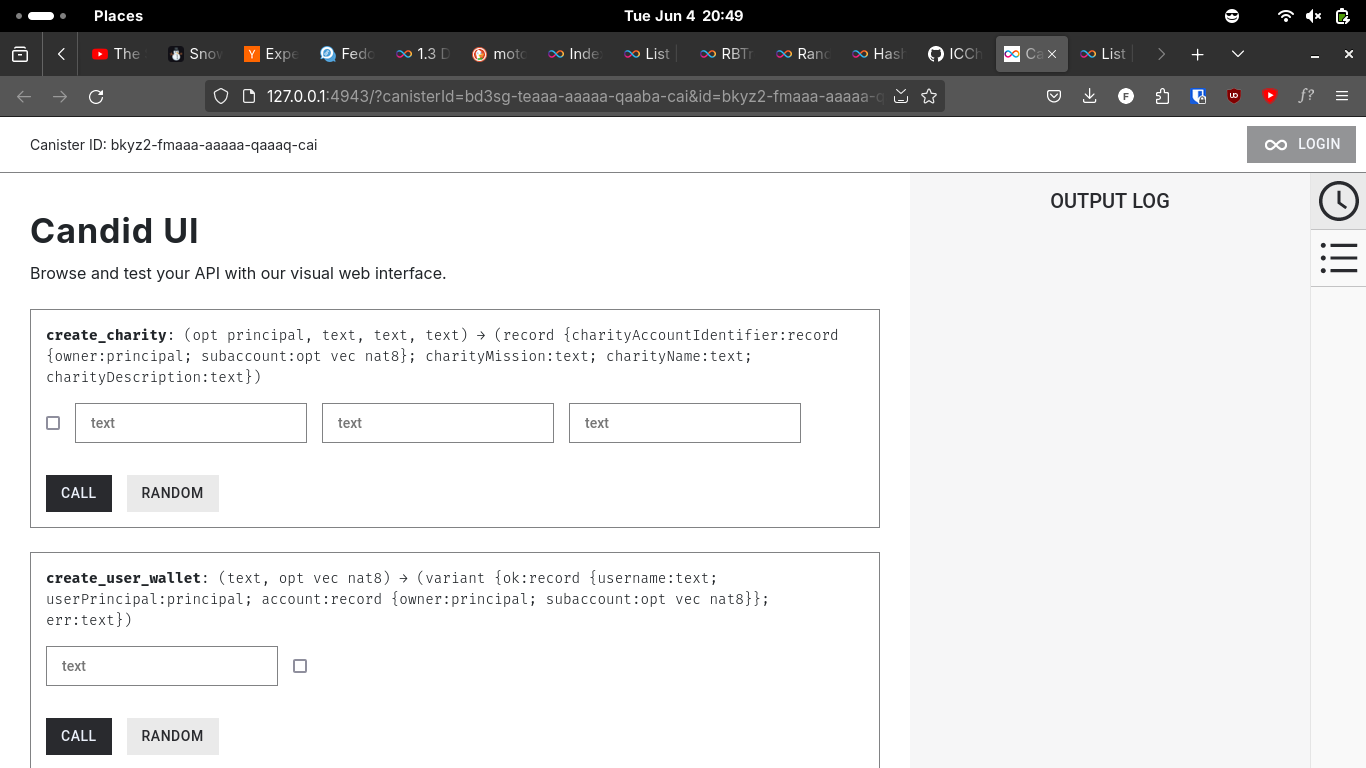 Places
Tue Jun 4 20:49
The
Snow
Expe
Fedo
1.3 D
moto
Inde
List
RBTr
Ran
Hash
ICCh
Ca
List
127.0.0.1:4943/?canisterId=bd3sg-teaaa-aaaaa-qaaba-cai&id=bkyz2-fmaaa-aaaaa-q
Canister ID: bkyz2-fmaaa-aaaaa-qaaaq-cai
LOGIN
Candid UI
Browse and test your API with our visual web interface.
create_charity: (opt principal, text, text, text) → (record {charityAccountIdentifier:record
{owner:principal; subaccount:opt vec nat8}; charityMission:text; charityName:text;
charityDescription:text})
text text text
CALL RANDOM
create_user_wallet: (text, opt vec nat8) → (variant {ok:record {username:text;
userPrincipal:principal; account:record {owner:principal; subaccount:opt vec nat8}};
err:text})
text
CALL RANDOM
OUTPUT LOG